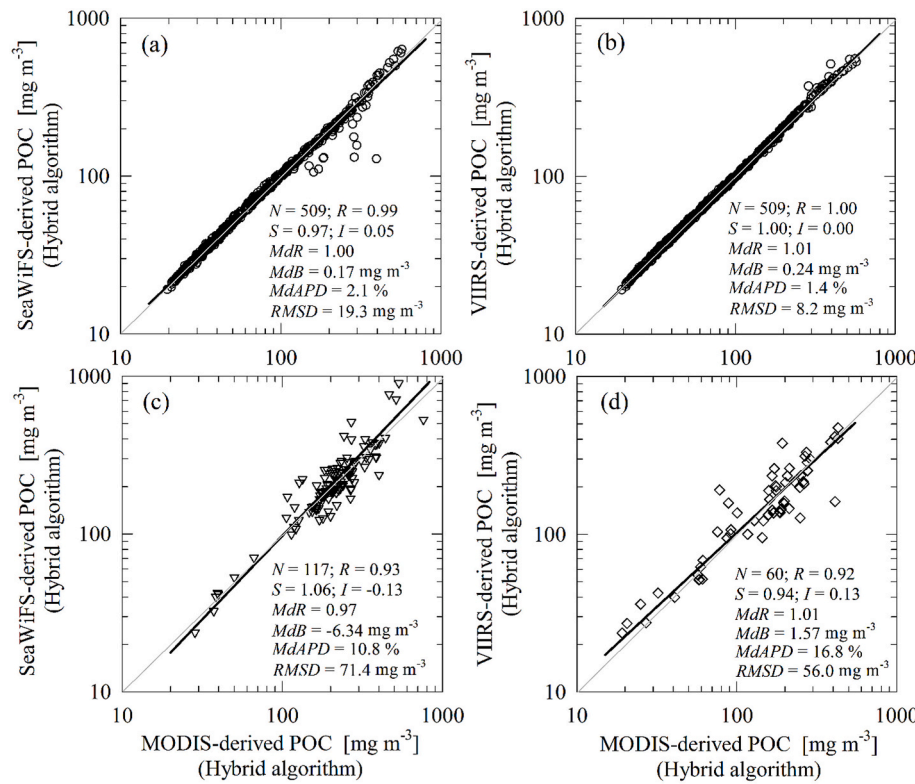 (a)
SeaWiFS-derived POC [mg m⁻³]
(Hybrid algorithm)
1000
100
10
N = 509; R = 0.99
S = 0.97; I = 0.05
MdR = 1.00
MdB = 0.17 mg m⁻³
MdAPD = 2.1 %
RMSD = 19.3 mg m⁻³
10
100
1000
(b)
VIIRS-derived POC [mg m⁻³]
(Hybrid algorithm)
1000
100
10
N = 509; R = 1.00
S = 1.00; I = 0.00
MdR = 1.01
MdB = 0.24 mg m⁻³
MdAPD = 1.4 %
RMSD = 8.2 mg m⁻³
10
100
1000
(c)
SeaWiFS-derived POC [mg m⁻³]
(Hybrid algorithm)
1000
100
10
N = 117; R = 0.93
S = 1.06; I = -0.13
MdR = 0.97
MdB = -6.34 mg m⁻³
MdAPD = 10.8 %
RMSD = 71.4 mg m⁻³
10
100
1000
MODIS-derived POC [mg m⁻³]
(Hybrid algorithm)
(d)
VIIRS-derived POC [mg m⁻³]
(Hybrid algorithm)
1000
100
10
N = 60; R = 0.92
S = 0.94; I = 0.13
MdR = 1.01
MdB = 1.57 mg m⁻³
MdAPD = 16.8 %
RMSD = 56.0 mg m⁻³
10
100
1000
MODIS-derived POC [mg m⁻³]
(Hybrid algorithm)